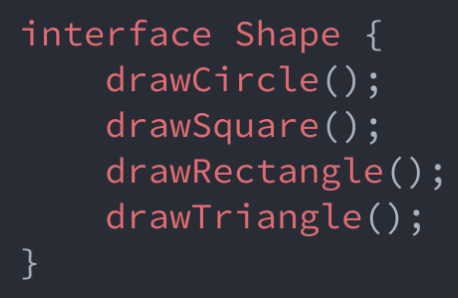 interface Shape {
    drawCircle();
    drawSquare();
    drawRectangle();
    drawTriangle();
}